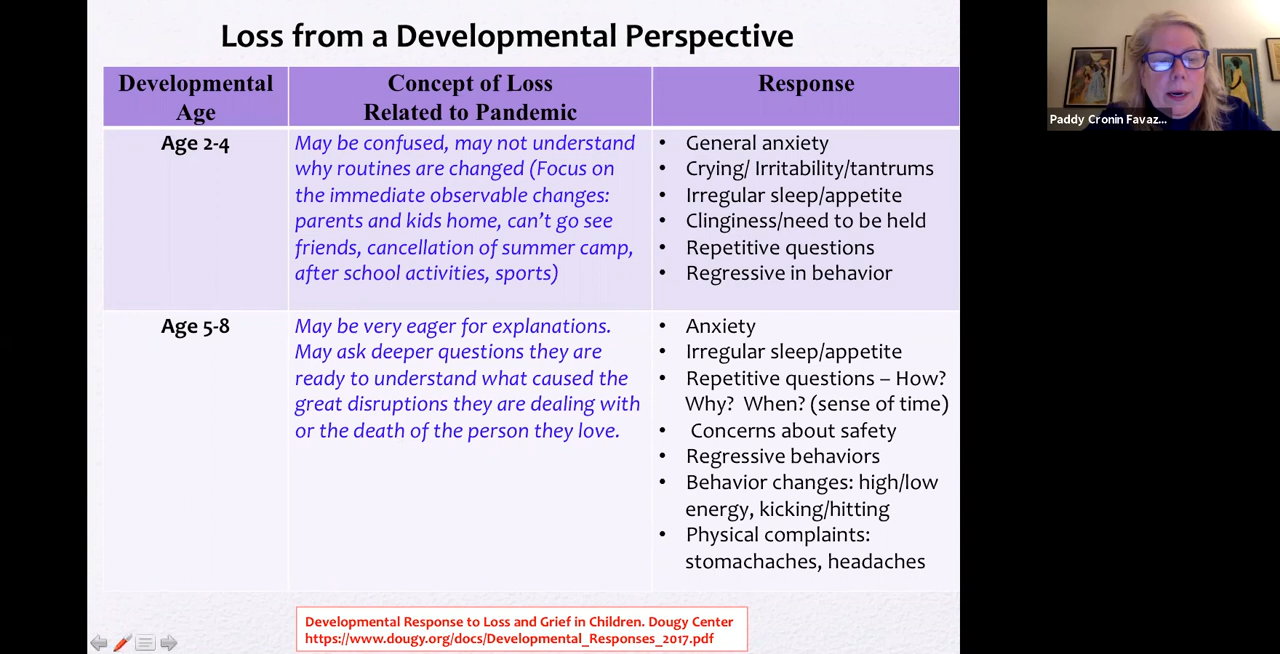 Loss from a Developmental Perspective
Developmental
Age
Concept of Loss
Related to Pandemic
Response
Age 2-4
May be confused, may not understand
why routines are changed (Focus on
the immediate observable changes:
parents and kids home, can't go see
friends, cancellation of summer camp,
after school activities, sports)
• General anxiety
• Crying/ Irritability/tantrums
• Irregular sleep/appetite
• Clinginess/need to be held
• Repetitive questions
• Regressive in behavior
Age 5-8
May be very eager for explanations.
May ask deeper questions they are
ready to understand what caused the
great disruptions they are dealing with
or the death of the person they love.
• Anxiety
• Irregular sleep/appetite
• Repetitive questions – How?
Why? When? (sense of time)
• Concerns about safety
• Regressive behaviors
• Behavior changes: high/low
energy, kicking/hitting
• Physical complaints:
stomachaches, headaches
Developmental Response to Loss and Grief in Children. Dougy Center
https://www.dougy.org/docs/Developmental_Responses_2017.pdf
Paddy Cronin Favaz...